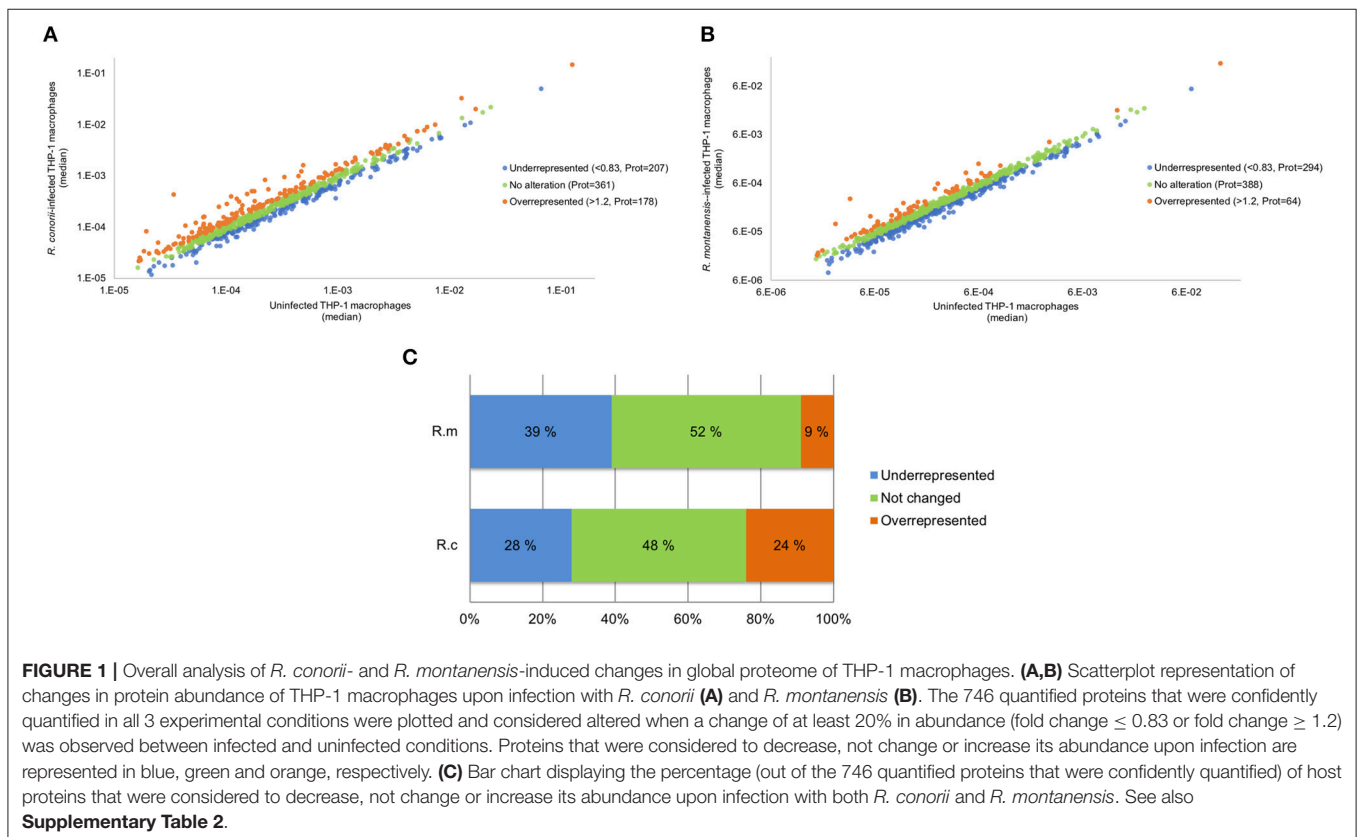 A
R. conorii-infected THP-1 macrophages
(median)
1.E-01
1.E-02
1.E-03
1.E-04
1.E-05
1.E-05
1.E-04
1.E-03
1.E-02
1.E-01
Uninfected THP-1 macrophages
(median)
Underrepresented (<0.83, Prot=207)
No alteration (Prot=361)
Overrepresented (>1.2, Prot=178)
B
R. montanensis-infected THP-1 macrophages
(median)
6.E-02
6.E-03
6.E-04
6.E-05
6.E-06
6.E-06
6.E-05
6.E-04
6.E-03
6.E-02
Uninfected THP-1 macrophages
(median)
Underrespresented (<0.83, Prot=294)
No alteration (Prot=388)
Overrepresented (>1.2, Prot=64)
C
R.m
39 %
52 %
9 %
R.c
28 %
48 %
24 %
0%
20%
40%
60%
80%
100%
Underrepresented
Not changed
Overrepresented
FIGURE 1 | Overall analysis of R. conorii- and R. montanensis-induced changes in global proteome of THP-1 macrophages. (A,B) Scatterplot representation of
changes in protein abundance of THP-1 macrophages upon infection with R. conorii (A) and R. montanensis (B). The 746 quantified proteins that were confidently
quantified in all 3 experimental conditions were plotted and considered altered when a change of at least 20% in abundance (fold change ≤ 0.83 or fold change ≥ 1.2)
was observed between infected and uninfected conditions. Proteins that were considered to decrease, not change or increase its abundance upon infection are
represented in blue, green and orange, respectively. (C) Bar chart displaying the percentage (out of the 746 quantified proteins that were confidently quantified) of host
proteins that were considered to decrease, not change or increase its abundance upon infection with both R. conorii and R. montanensis. See also
Supplementary Table 2.